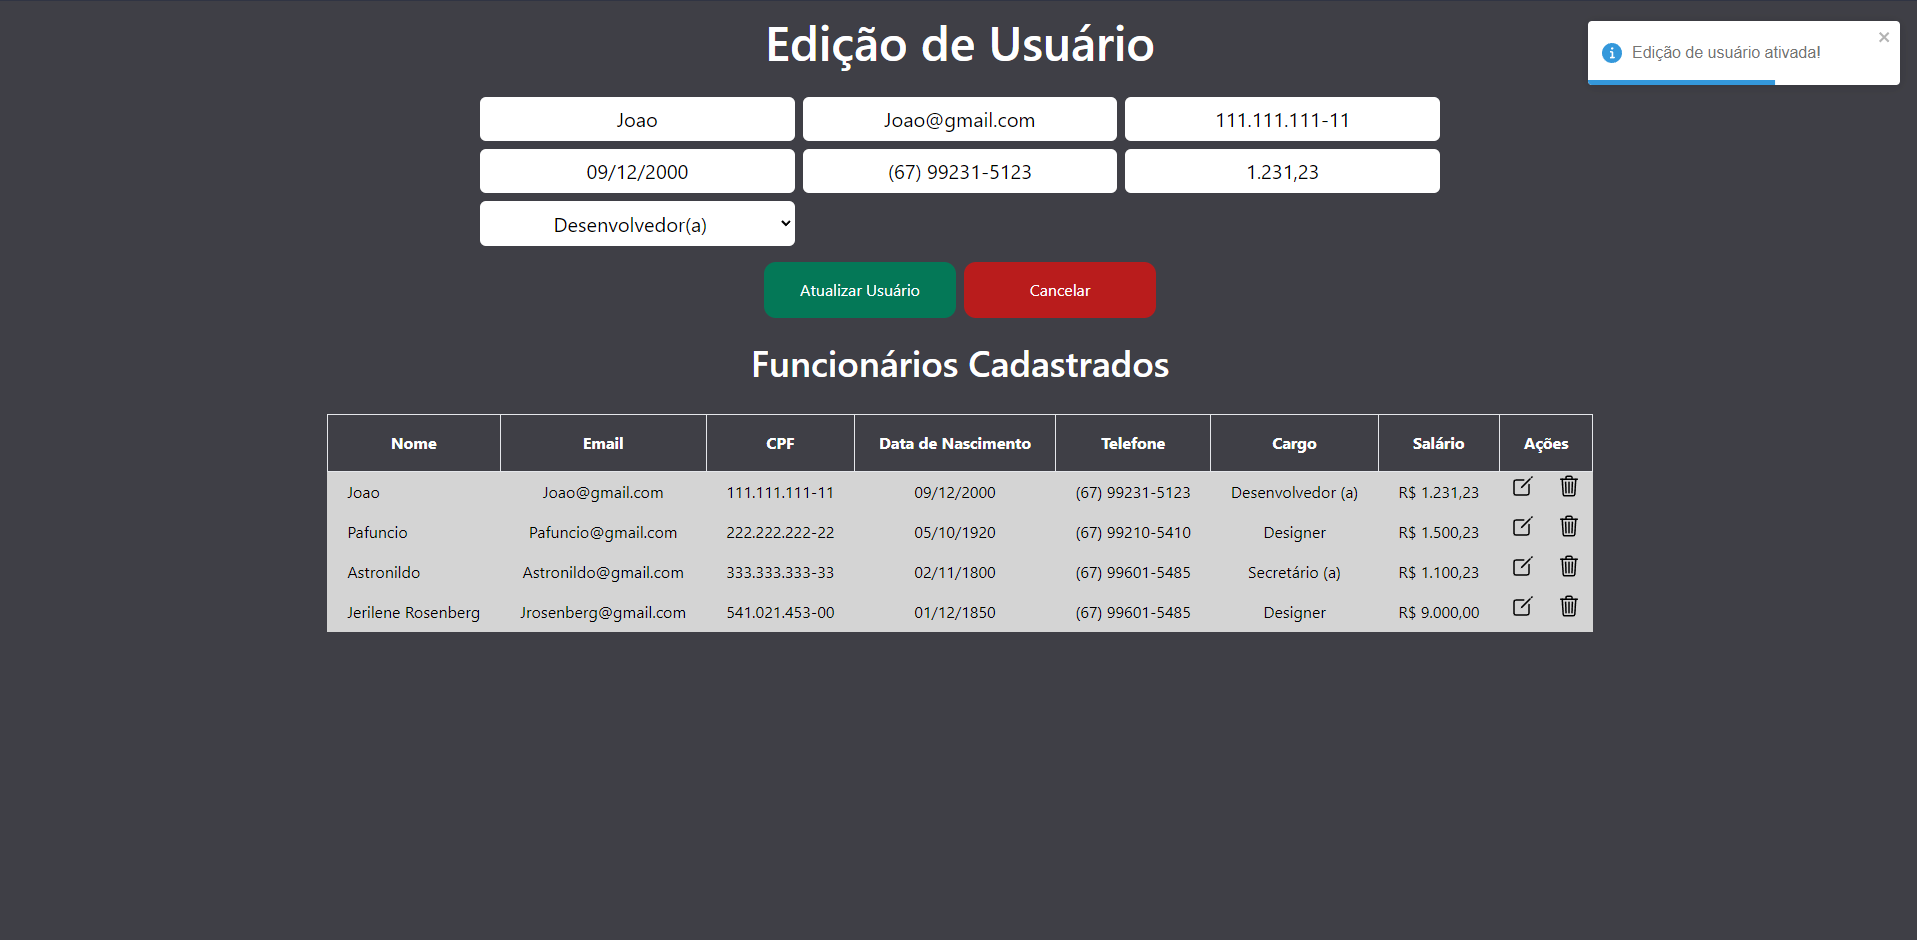 Edição de Usuário
Edição de usuário ativada!
Joao Joao@gmail.com 111.111.111-11
09/12/2000 (67) 99231-5123 1.231,23
Desenvolvedor(a)
Atualizar Usuário Cancelar
Funcionários Cadastrados
Nome Email CPF Data de Nascimento Telefone Cargo Salário Ações
Joao Joao@gmail.com 111.111.111-11 09/12/2000 (67) 99231-5123 Desenvolvedor (a) R$ 1.231,23
Pafuncio Pafuncio@gmail.com 222.222.222-22 05/10/1920 (67) 99210-5410 Designer R$ 1.500,23
Astronildo Astronildo@gmail.com 333.333.333-33 02/11/1800 (67) 99601-5485 Secretário (a) R$ 1.100,23
Jerilene Rosenberg Jrosenberg@gmail.com 541.021.453-00 01/12/1850 (67) 99601-5485 Designer R$ 9.000,00